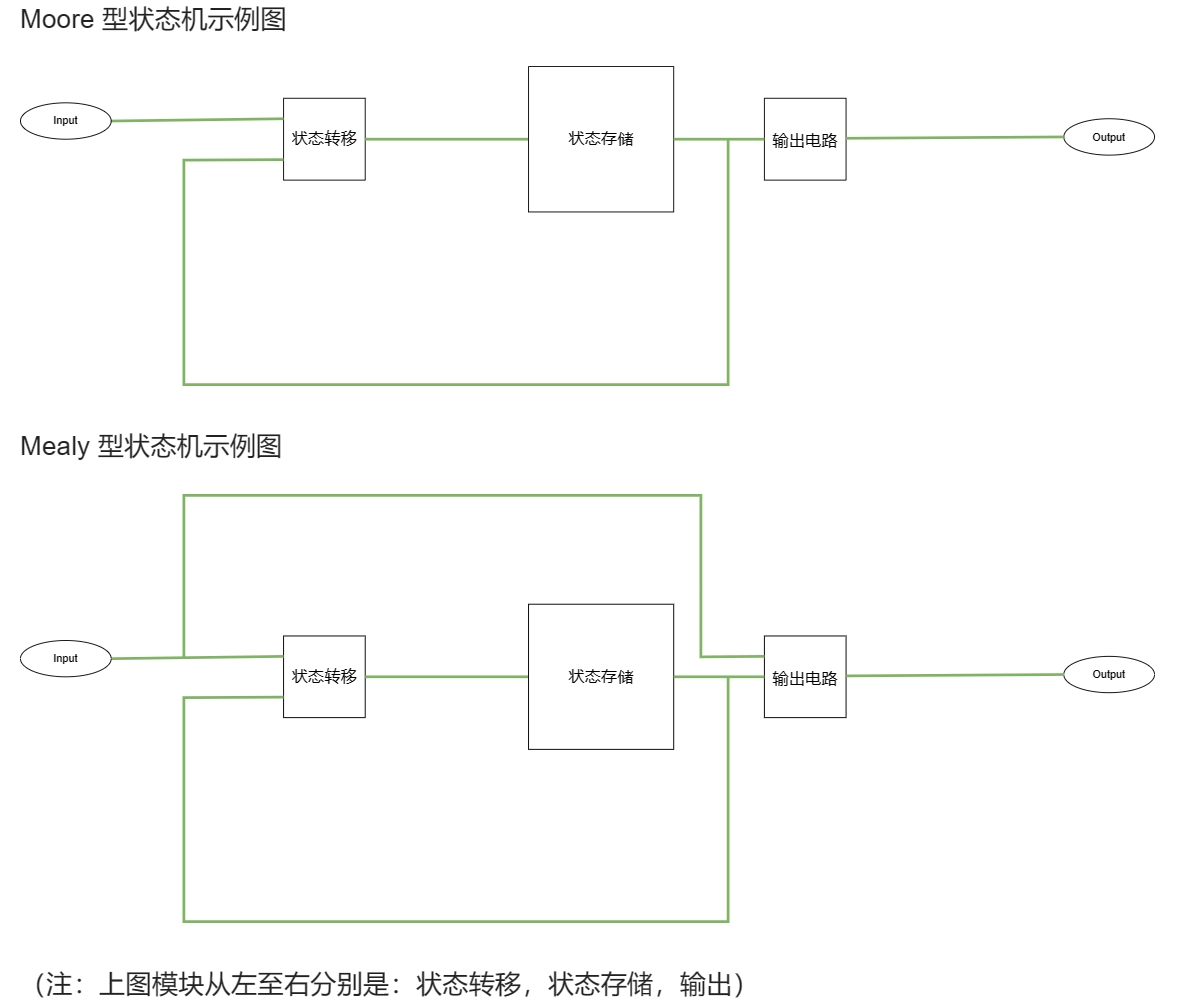 Moore 型状态机示例图
Input
状态转移
状态存储
输出电路
Output
Mealy 型状态机示例图
Input
状态转移
状态存储
输出电路
Output
（注：上图模块从左至右分别是：状态转移，状态存储，输出）